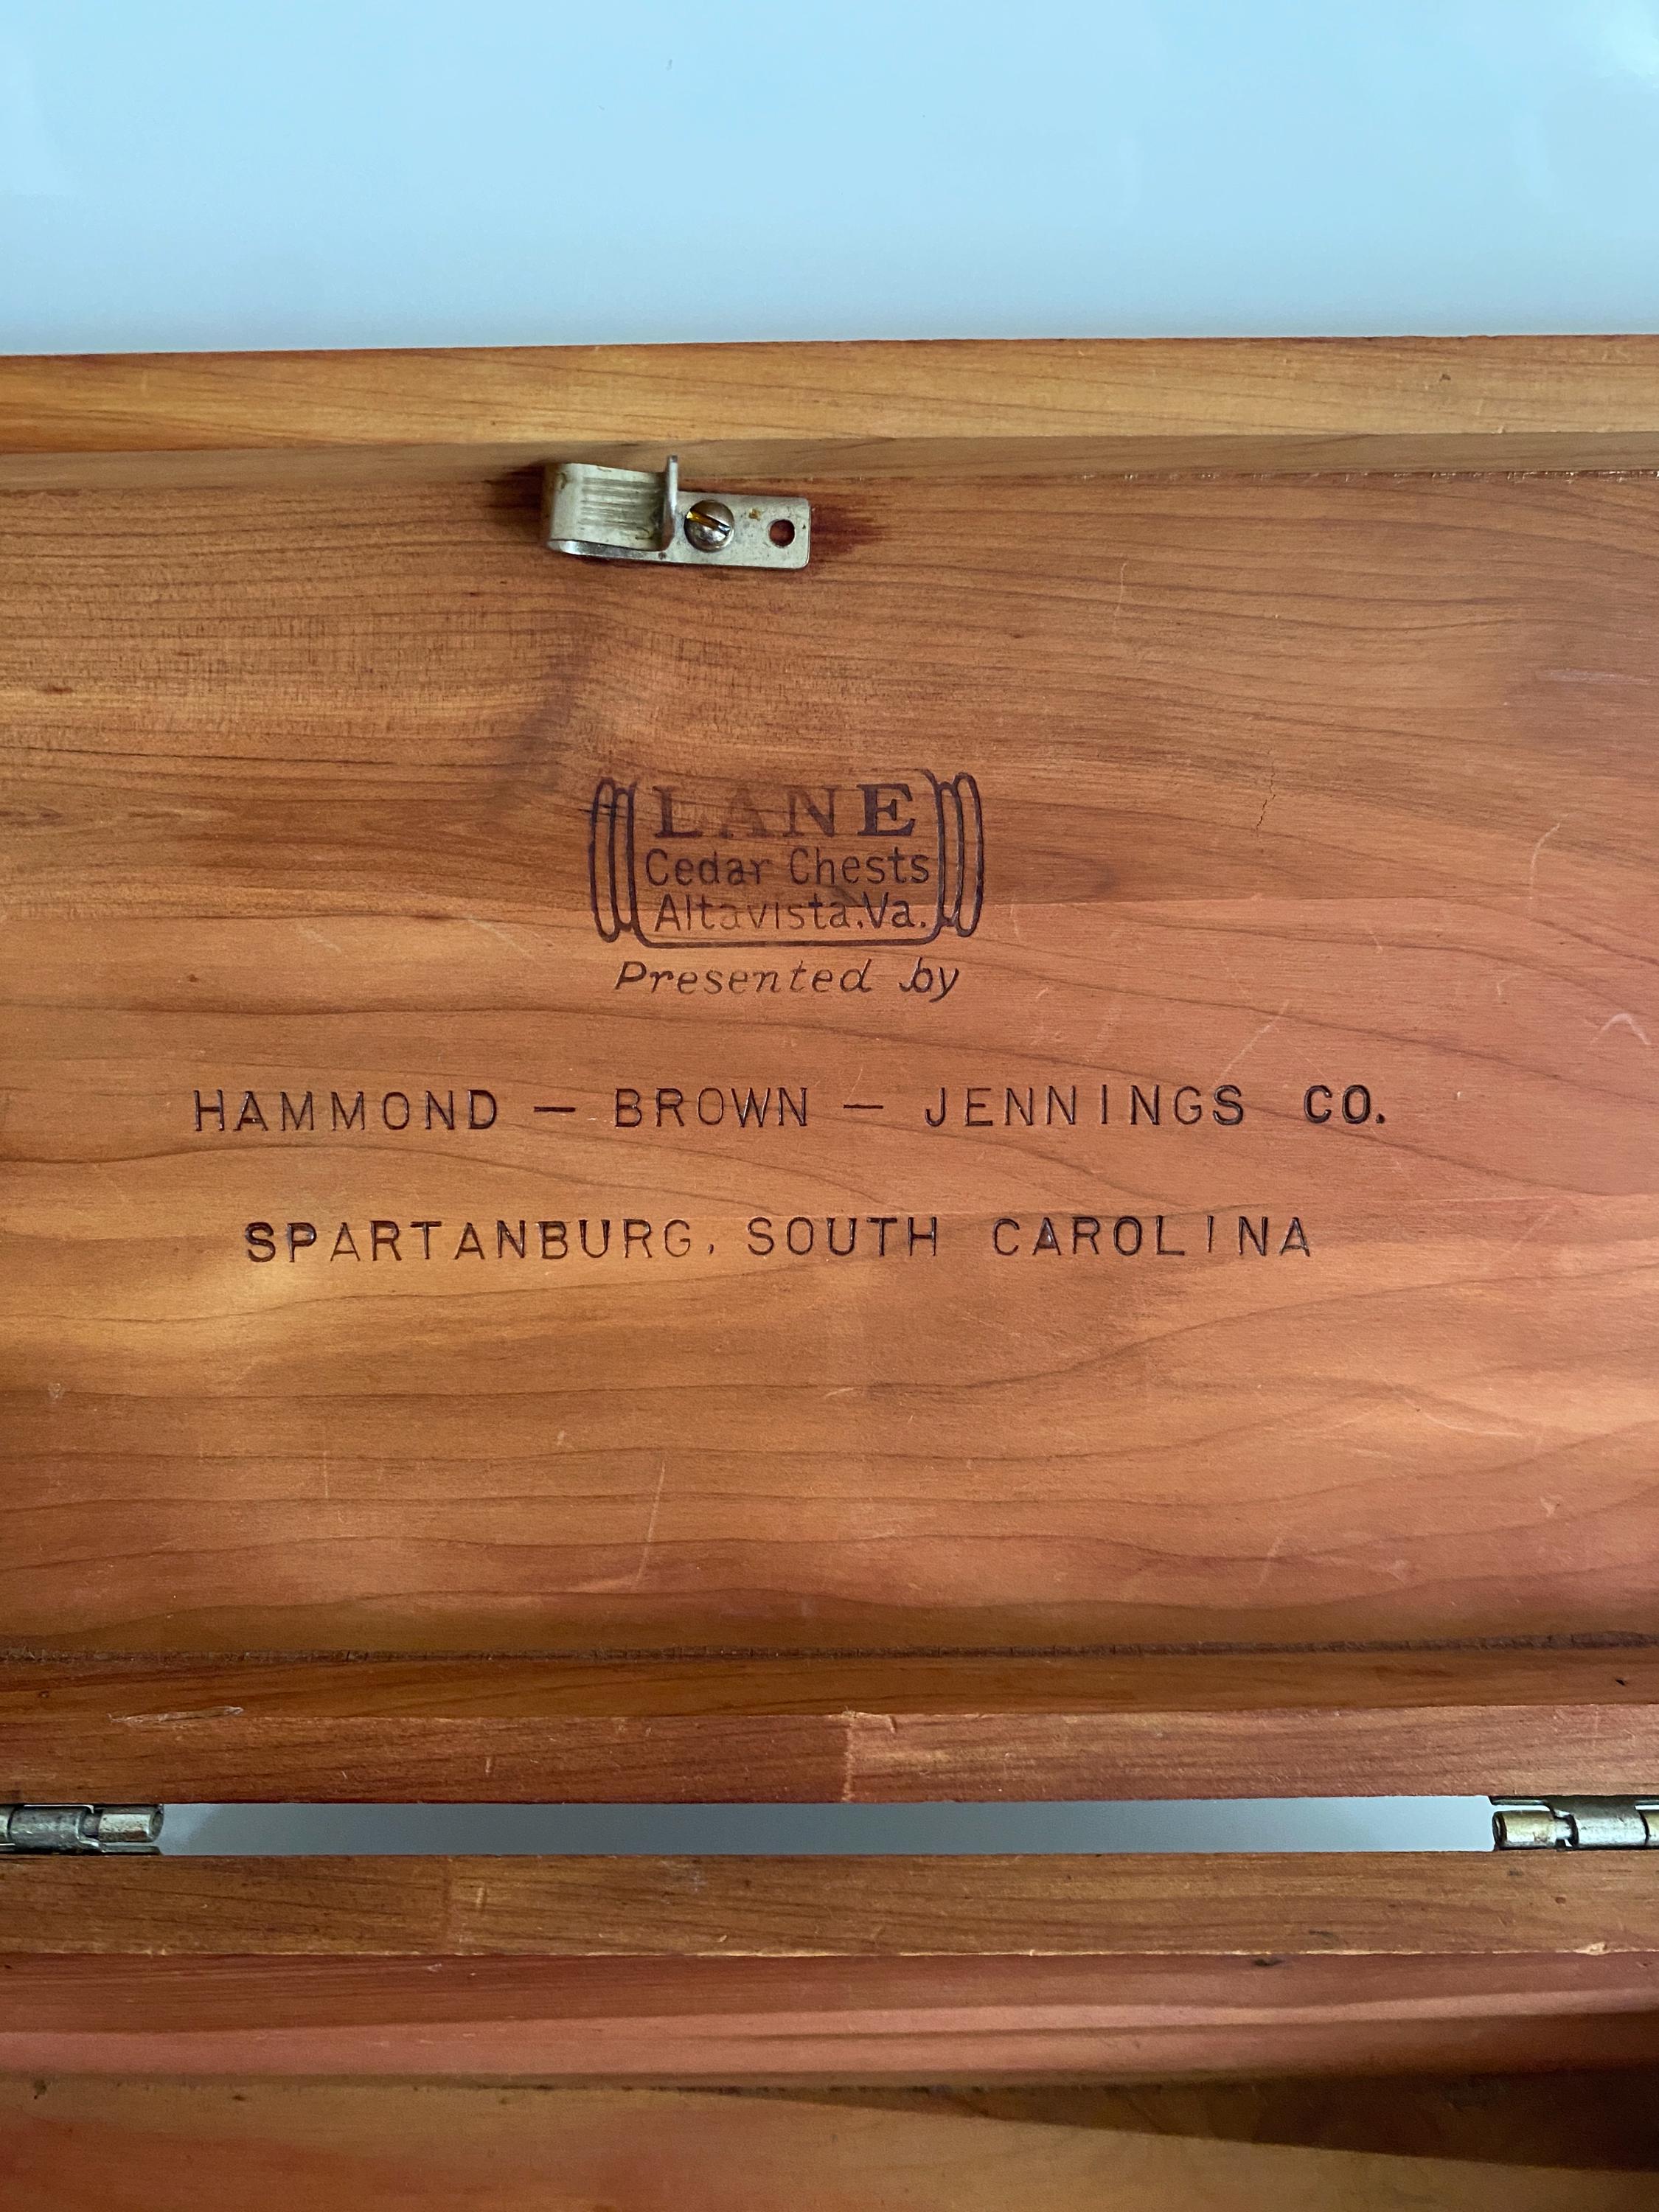 LANE
Cedar Chests
Altavista, Va.
Presented by
HAMMOND — BROWN — JENNINGS CO.
SPARTANBURG, SOUTH CAROLINA